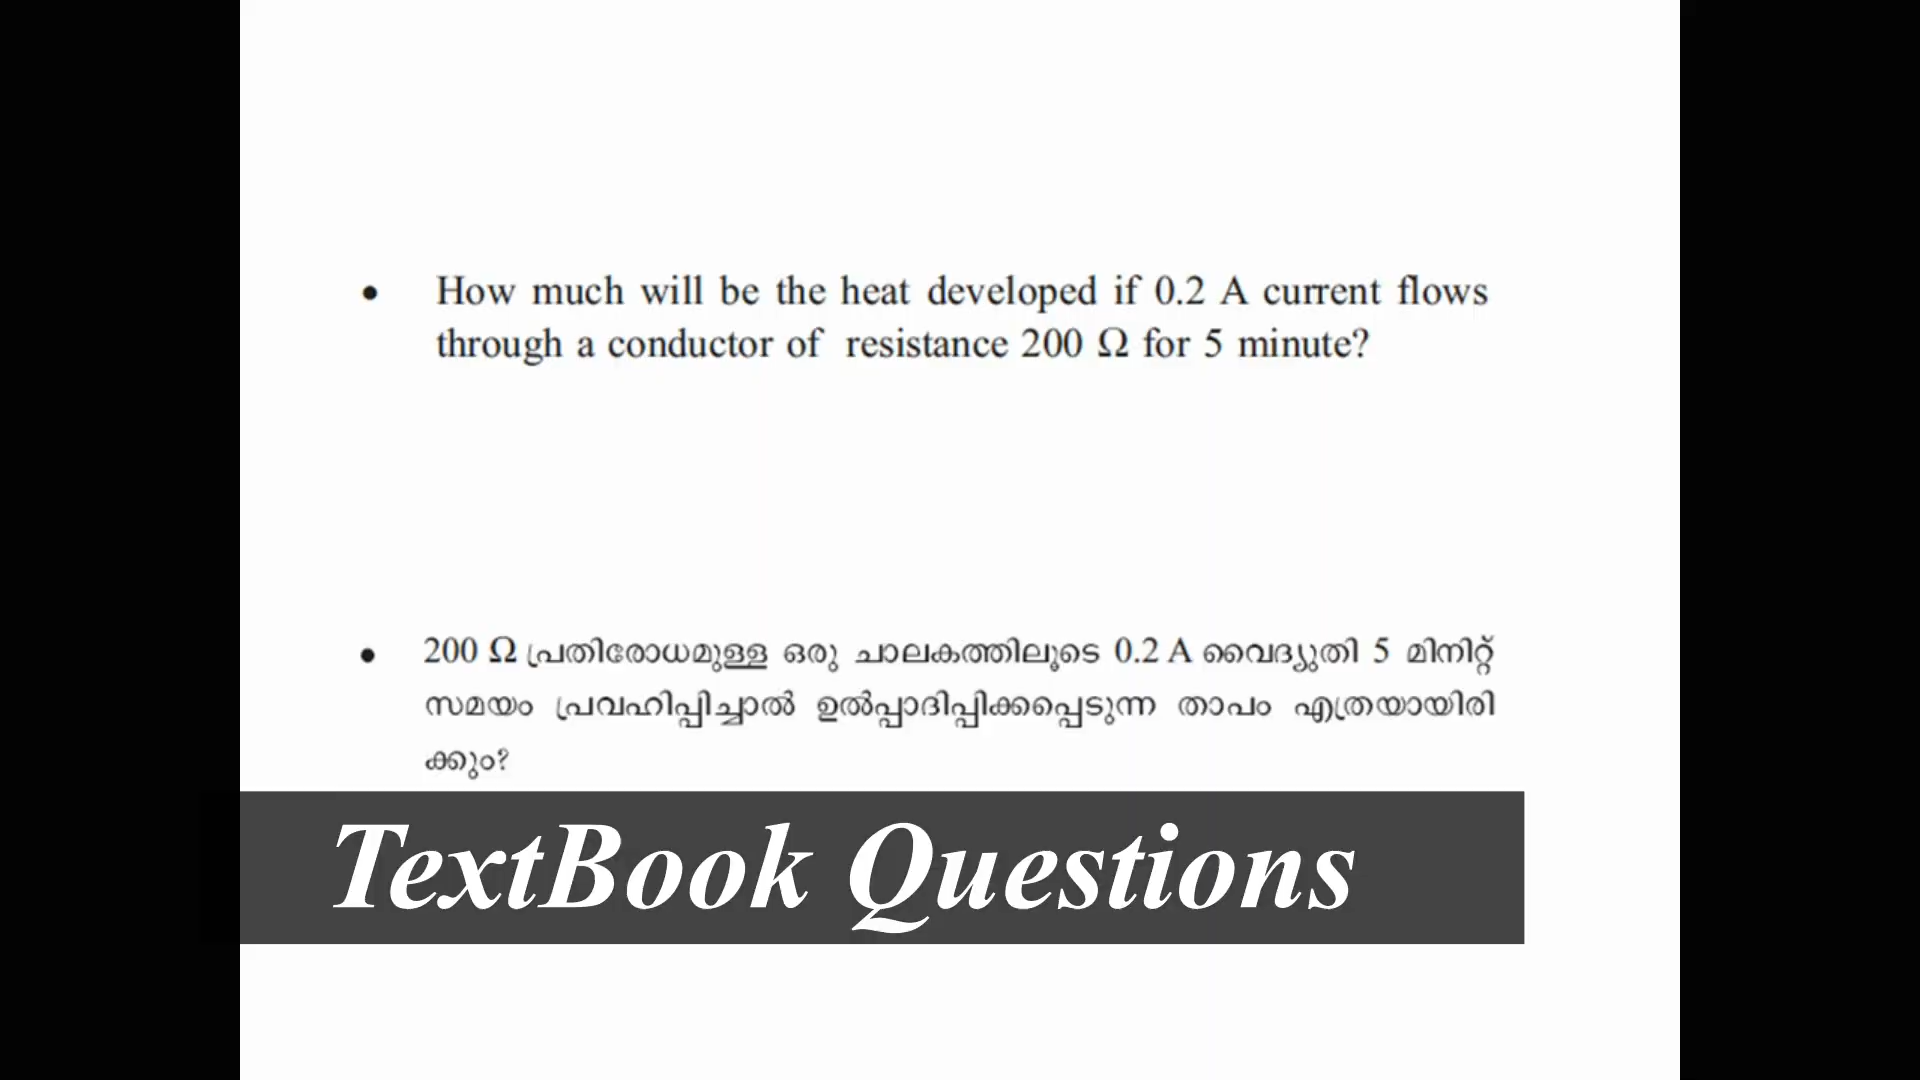 • How much will be the heat developed if 0.2 A current flows
through a conductor of resistance 200 Ω for 5 minute?
• 200 Ω പ്രതിരോധമുള്ള ഒരു ചാലകത്തിലൂടെ 0.2 A വൈദ്യുതി 5 മിനിറ്റ്
സമയം പ്രവഹിപ്പിച്ചാൽ ഉൽപ്പാദിപ്പിക്കപ്പെടുന്ന താപം എത്രയായിരി
ക്കും?
TextBook Questions